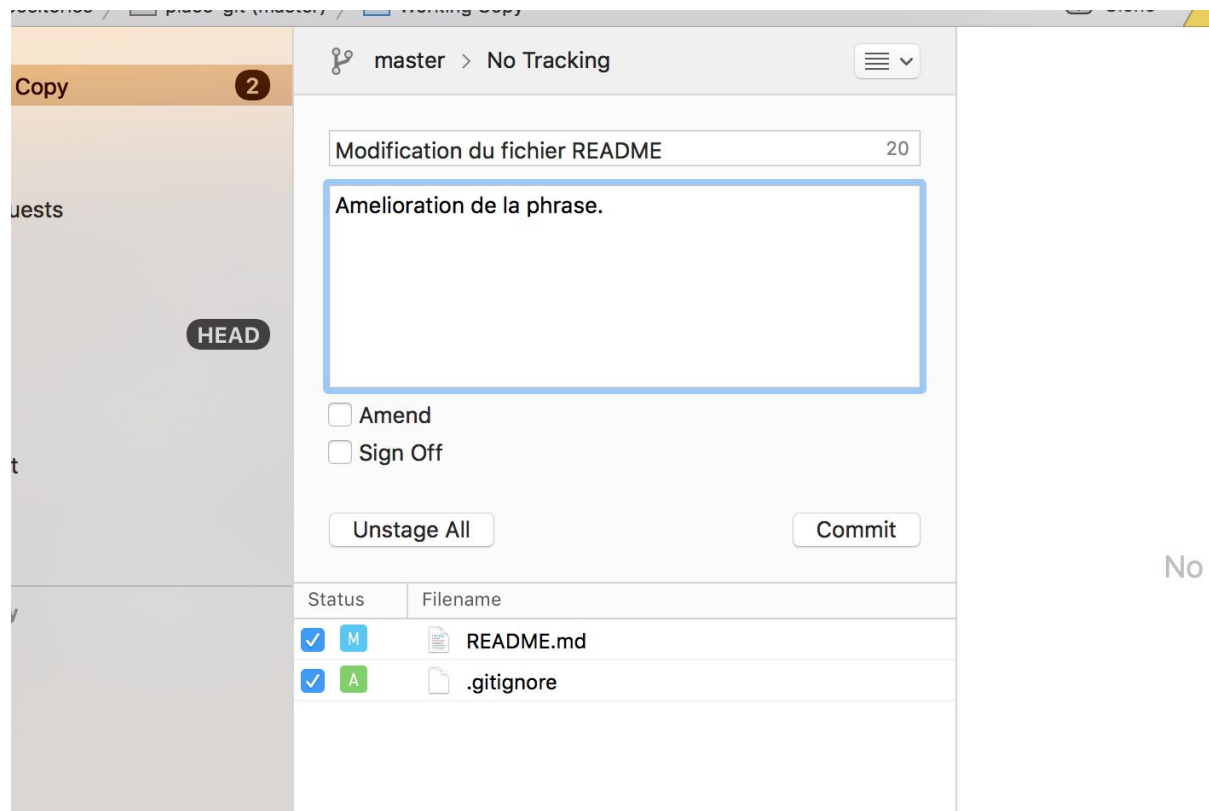 Copy 2
uests
HEAD
t
master > No Tracking
Modification du fichier README 20
Amelioration de la phrase.
Amend
Sign Off
Unstage All Commit
No
Status Filename
M README.md
A .gitignore